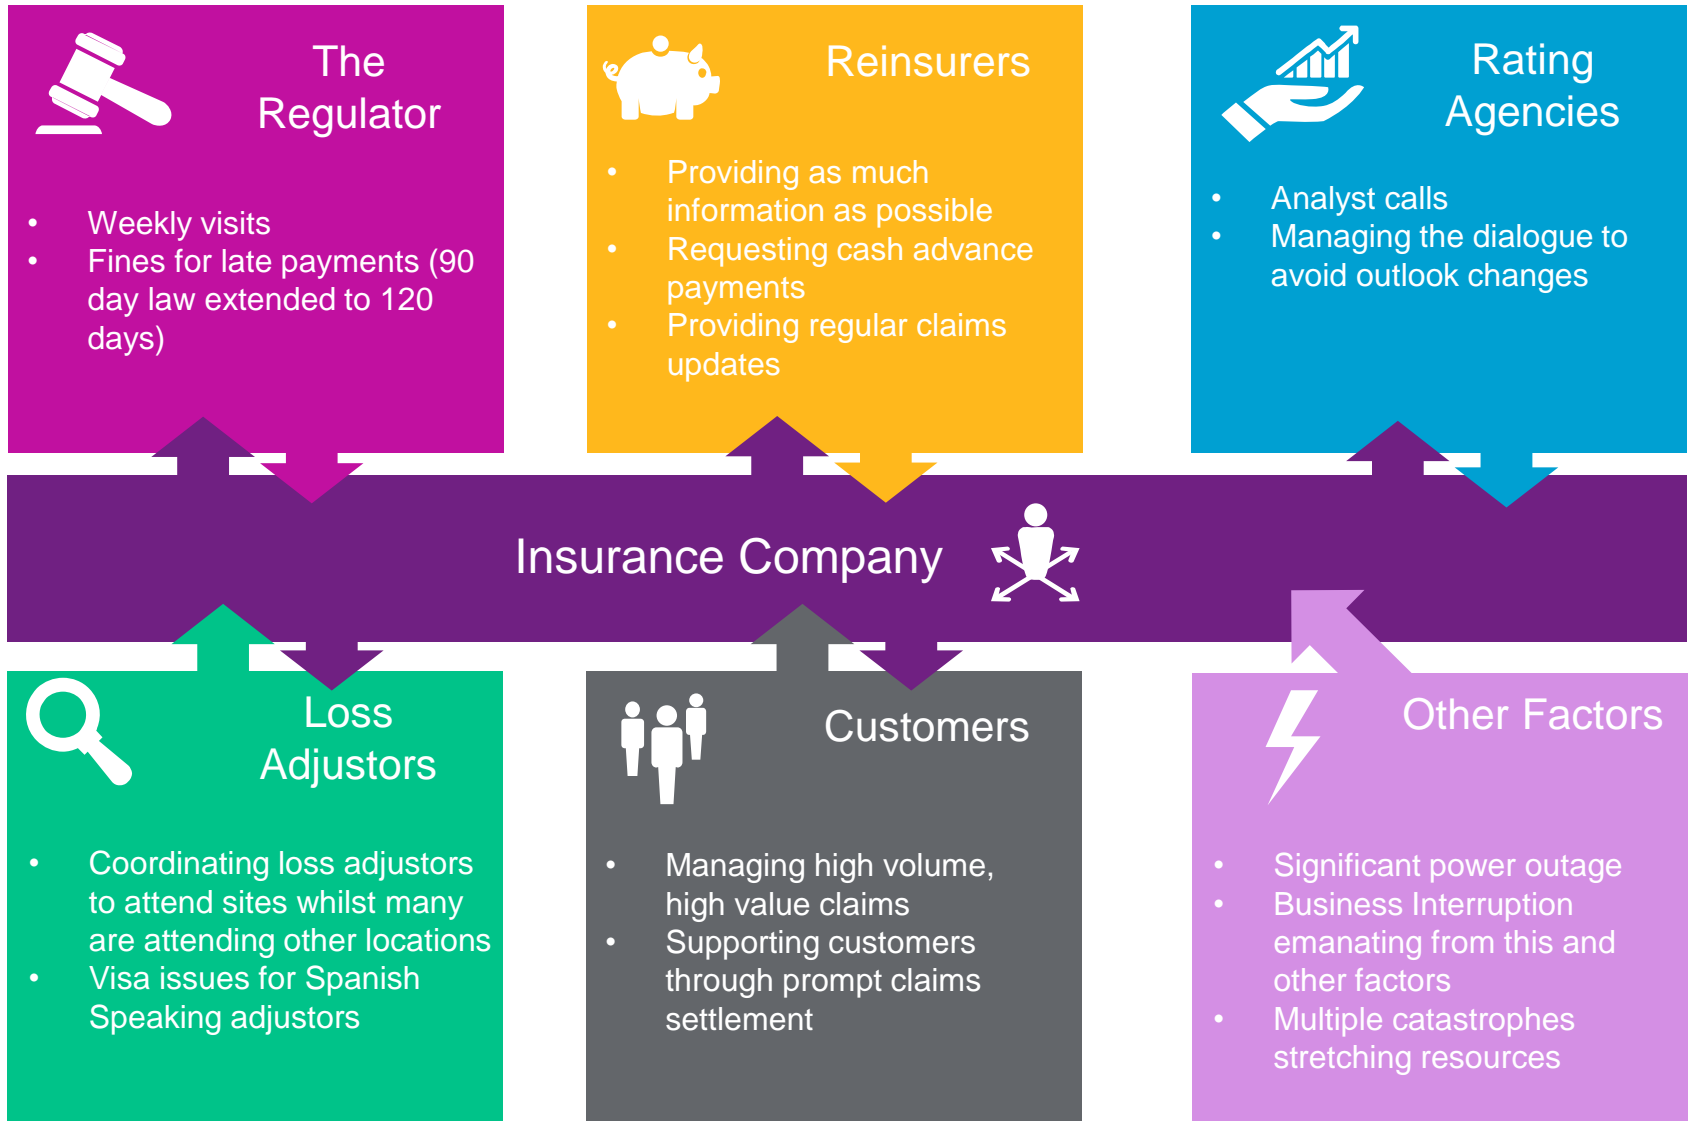 The
Regulator
• Weekly visits
• Fines for late payments (90
day law extended to 120
days)
Reinsurers
• Providing as much
information as possible
• Requesting cash advance
payments
• Providing regular claims
updates
Rating
Agencies
• Analyst calls
• Managing the dialogue to
avoid outlook changes
Insurance Company
Loss
Adjustors
• Coordinating loss adjustors
to attend sites whilst many
are attending other locations
• Visa issues for Spanish
Speaking adjustors
Customers
• Managing high volume,
high value claims
• Supporting customers
through prompt claims
settlement
Other Factors
• Significant power outage
• Business Interruption
emanating from this and
other factors
• Multiple catastrophes
stretching resources